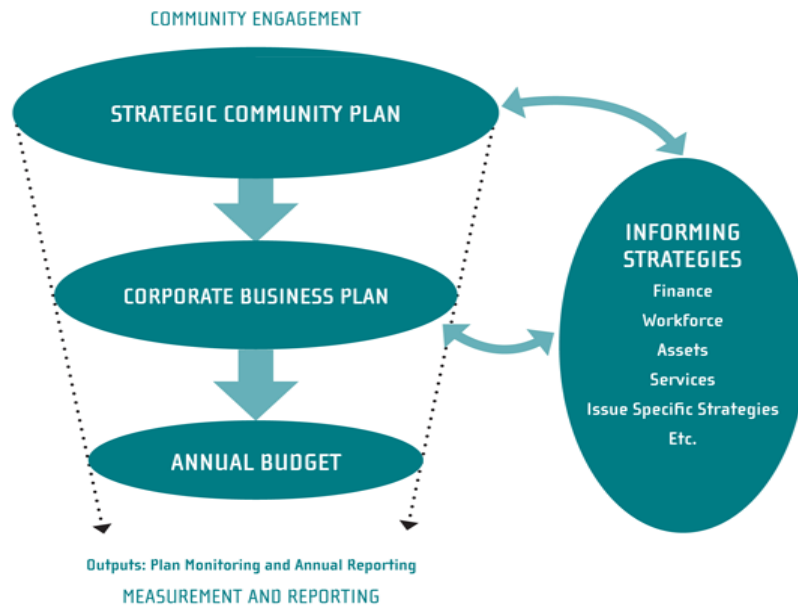 COMMUNITY ENGAGEMENT
STRATEGIC COMMUNITY PLAN
CORPORATE BUSINESS PLAN
ANNUAL BUDGET
INFORMING
STRATEGIES
Finance
Workforce
Assets
Services
Issue Specific Strategies
Etc.
Outputs: Plan Monitoring and Annual Reporting
MEASUREMENT AND REPORTING